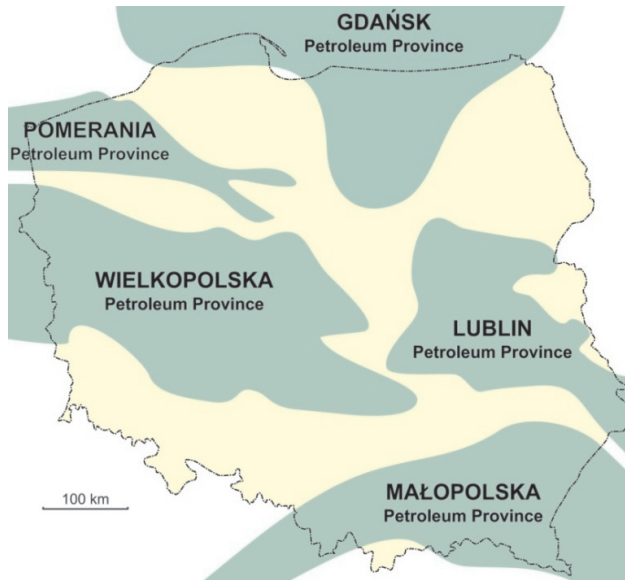 GDAŃSK
Petroleum Province
POMERANIA
Petroleum Province
WIELKOPOLSKA
Petroleum Province
LUBLIN
Petroleum Province
MAŁOPOLSKA
Petroleum Province
100 km